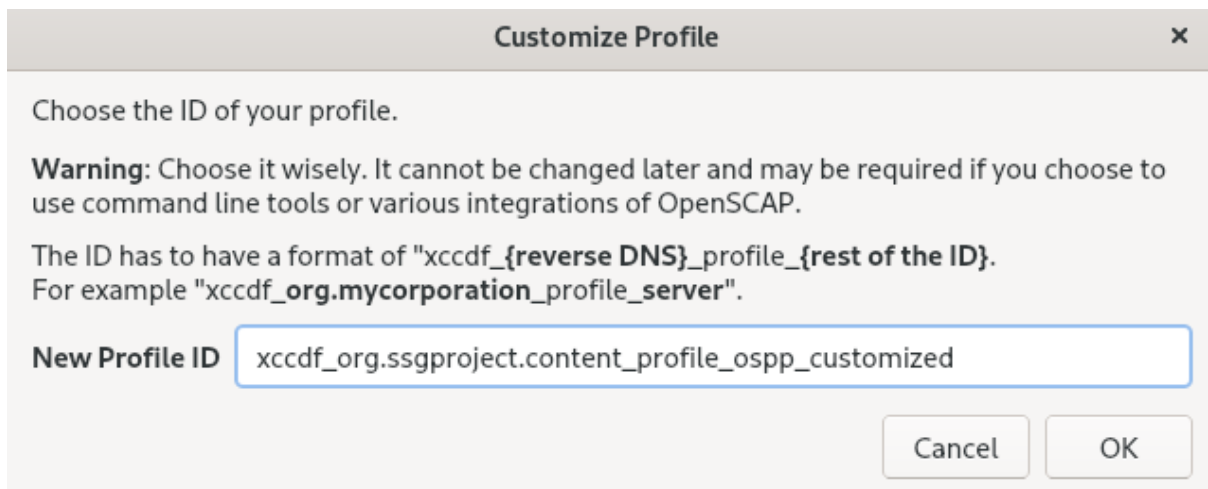 Customize Profile
×
Choose the ID of your profile.
Warning: Choose it wisely. It cannot be changed later and may be required if you choose to
use command line tools or various integrations of OpenSCAP.
The ID has to have a format of "xccdf_{reverse DNS}_profile_{rest of the ID}.
For example "xccdf_org.mycorporation_profile_server".
New Profile ID xccdf_org.ssgproject.content_profile_ospp_customized
Cancel OK